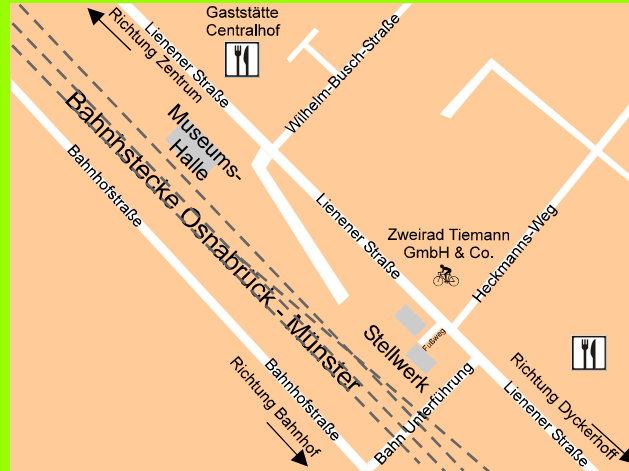 Richtung Zentrum
Gaststätte
Centralhof
Lienener Straße
Wilhelm-Busch-Straße
Museums-
Halle
Bahnhstecke Osnabrück - Münster
Bahnhofstraße
Lienener Straße
Zweirad Tiemann
GmbH & Co.
Heckmanns-Weg
Stellwerk
Fußweg
Richtung Bahnhof
Bahnhofstraße
Bahn Unterführung
Lienener Straße
Richtung Dyckerhoff